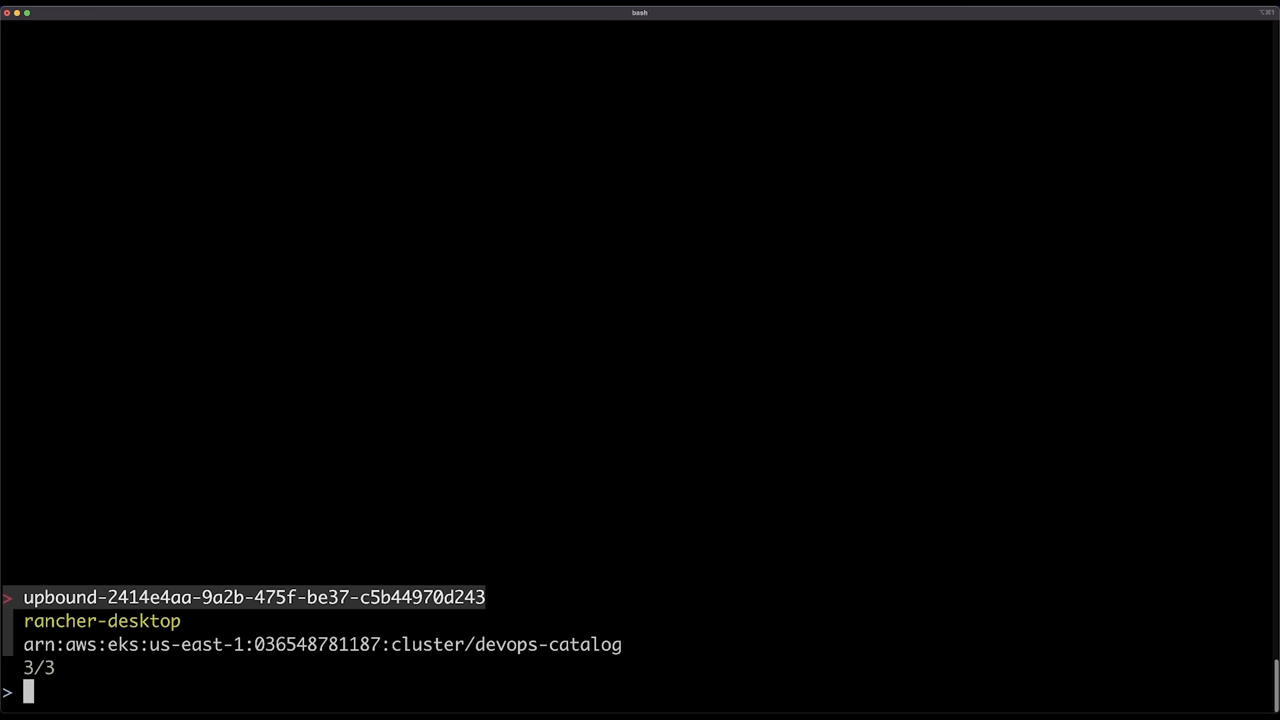 bash
⌥⌘1
> upbound-2414e4aa-9a2b-475f-be37-c5b44970d243
rancher-desktop
arn:aws:eks:us-east-1:036548781187:cluster/devops-catalog
3/3
>